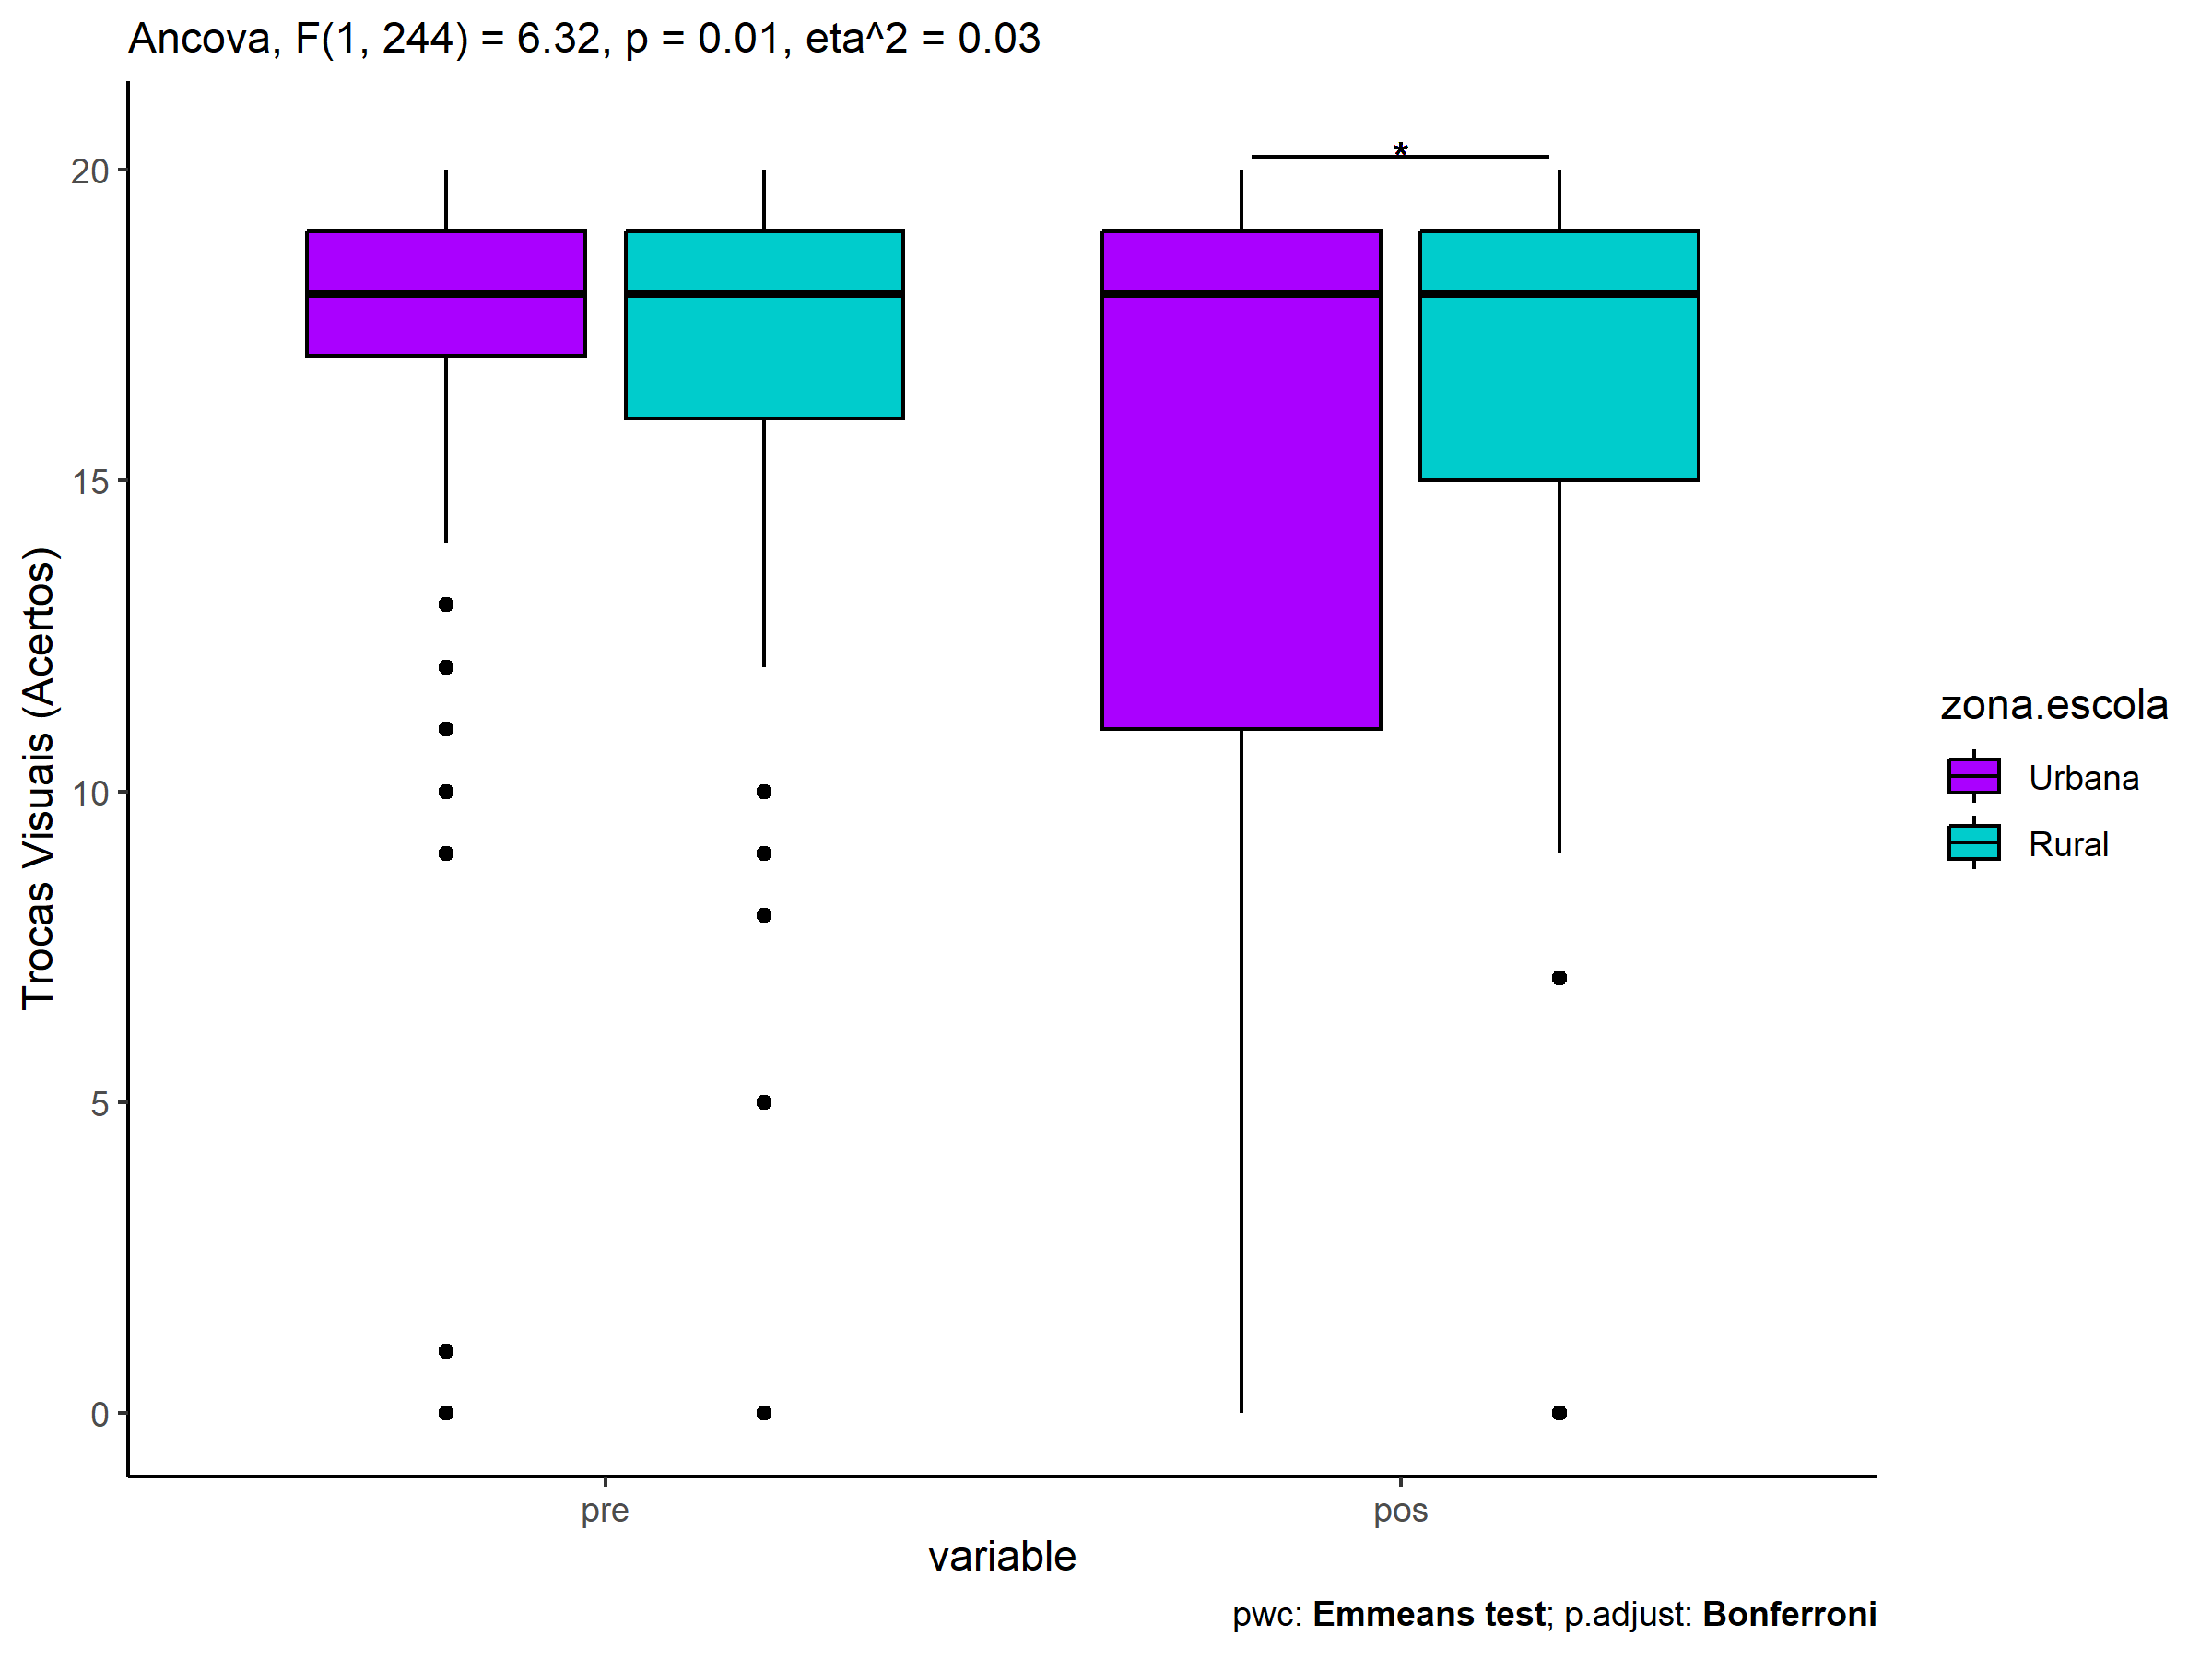 Ancova, F(1, 244) = 6.32, p = 0.01, eta^2 = 0.03
*
20
15
10
5
0
Trocas Visuais (Acertos)
pre
pos
variable
zona.escola
Urbana
Rural
pwc: Emmeans test; p.adjust: Bonferroni